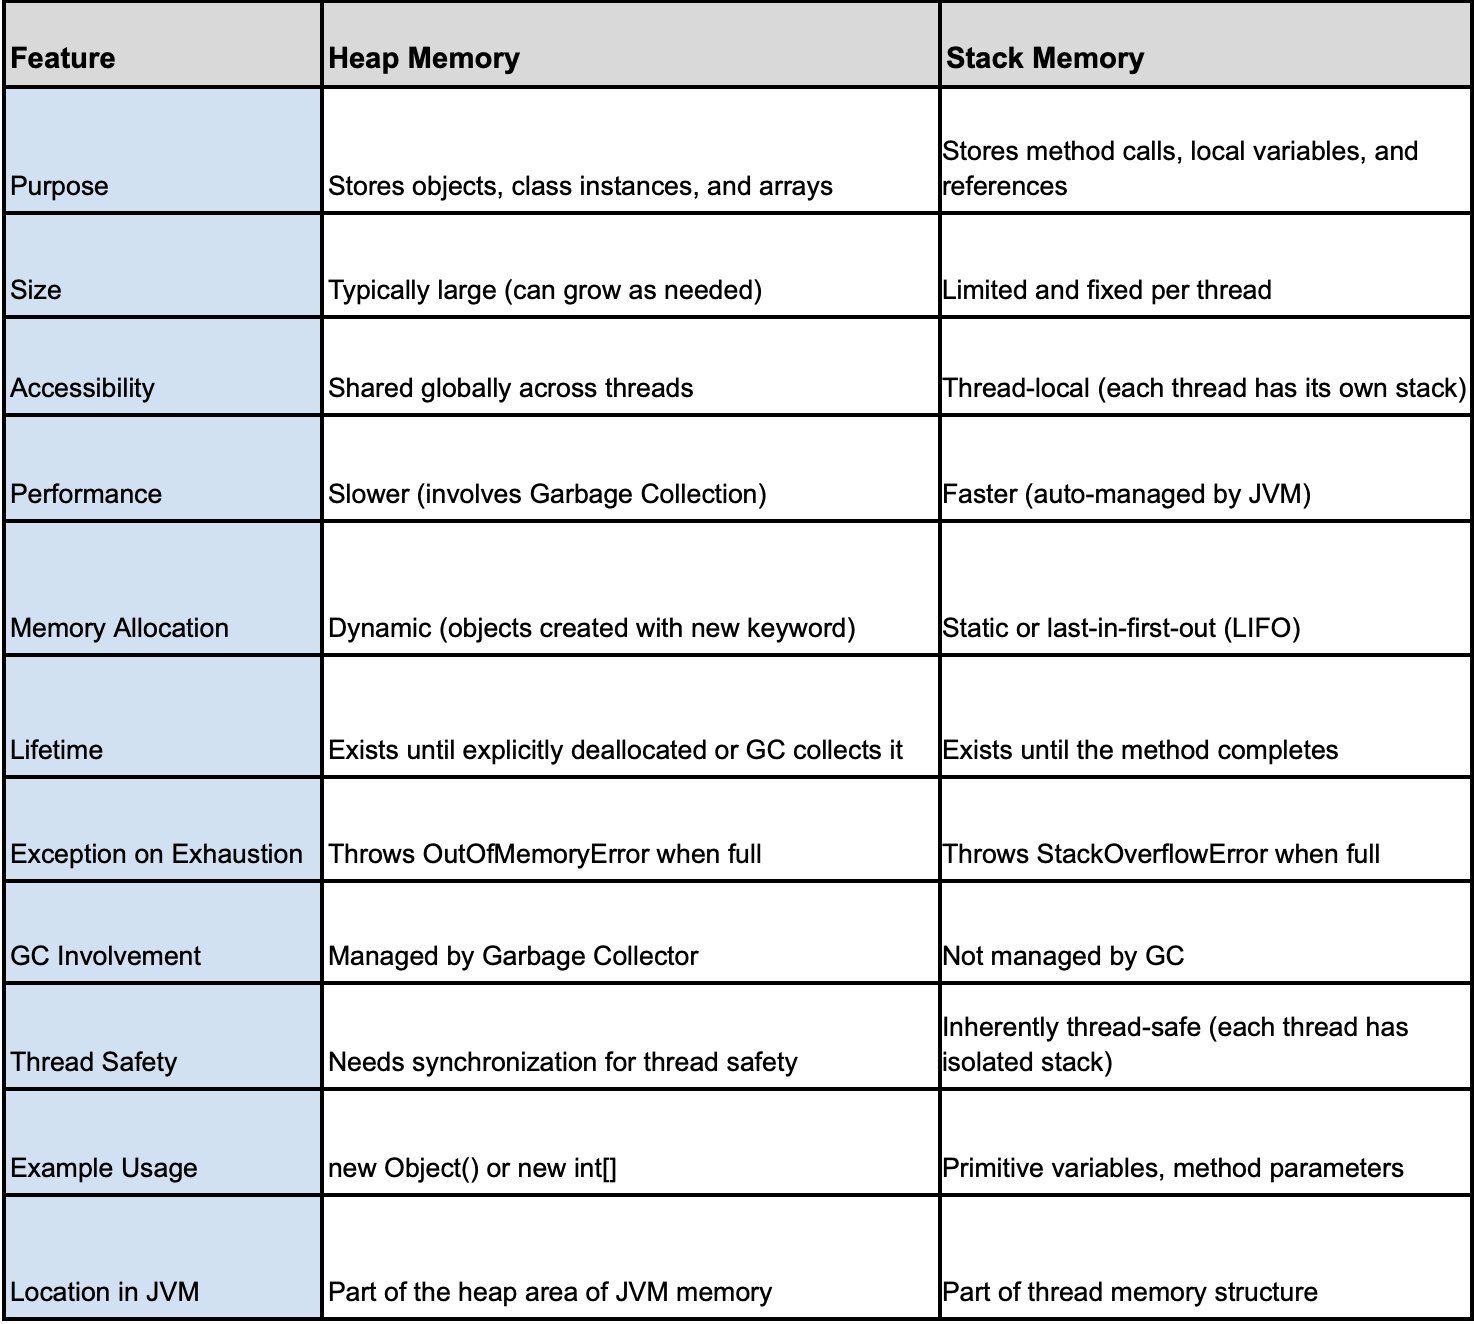 Feature Heap Memory Stack Memory
Purpose Stores objects, class instances, and arrays Stores method calls, local variables, and
references
Size Typically large (can grow as needed) Limited and fixed per thread
Accessibility Shared globally across threads Thread-local (each thread has its own stack)
Performance Slower (involves Garbage Collection) Faster (auto-managed by JVM)
Memory Allocation Dynamic (objects created with new keyword) Static or last-in-first-out (LIFO)
Lifetime Exists until explicitly deallocated or GC collects it Exists until the method completes
Exception on Exhaustion Throws OutOfMemoryError when full Throws StackOverflowError when full
GC Involvement Managed by Garbage Collector Not managed by GC
Thread Safety Needs synchronization for thread safety Inherently thread-safe (each thread has
isolated stack)
Example Usage new Object() or new int[] Primitive variables, method parameters
Location in JVM Part of the heap area of JVM memory Part of thread memory structure